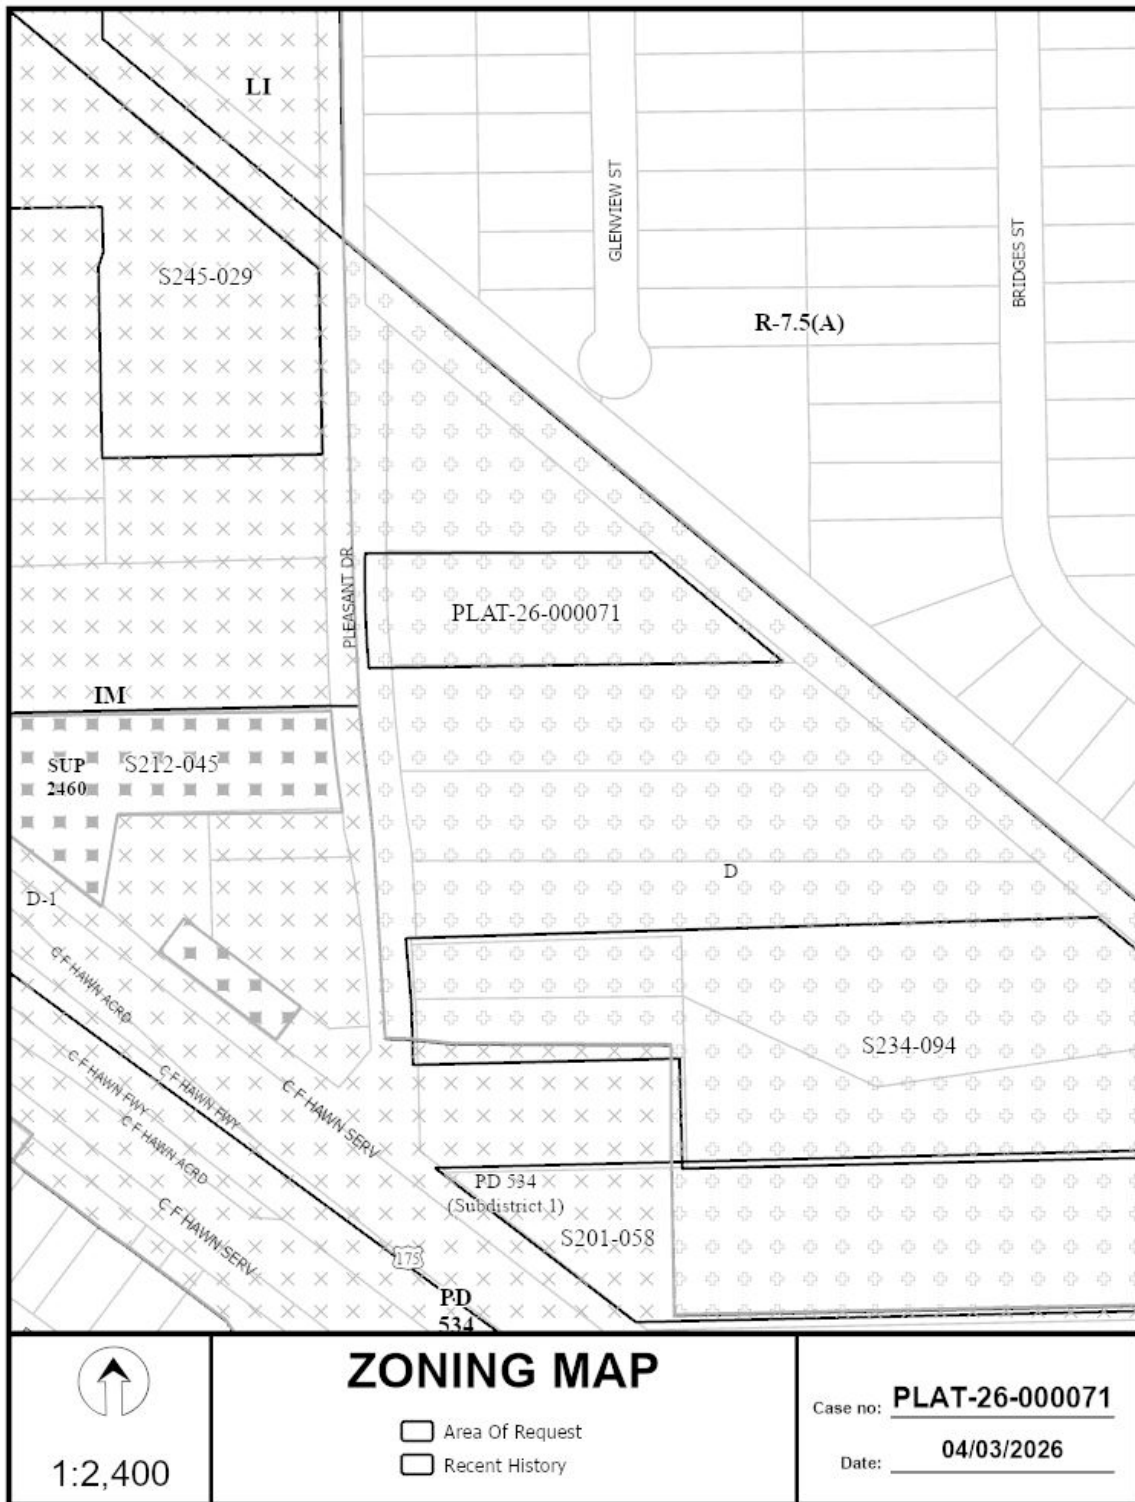 LI
S245-029
GLENVIEW ST
BRIDGES ST
R-7.5(A)
PLEASANT DR
PLAT-26-000071
IM
SUP
2460
S212-045
D
D-1
C F HAWN ACRD
C F HAWN FWY
C F HAWN FWY
C F HAWN SERV
C F HAWN ACRD
C F HAWN SERV
S234-094
PD 534
(Subdistrict 1)
S201-058
175
PD
534
1:2,400
ZONING MAP
Area Of Request
Recent History
Case no: PLAT-26-000071
Date: 04/03/2026